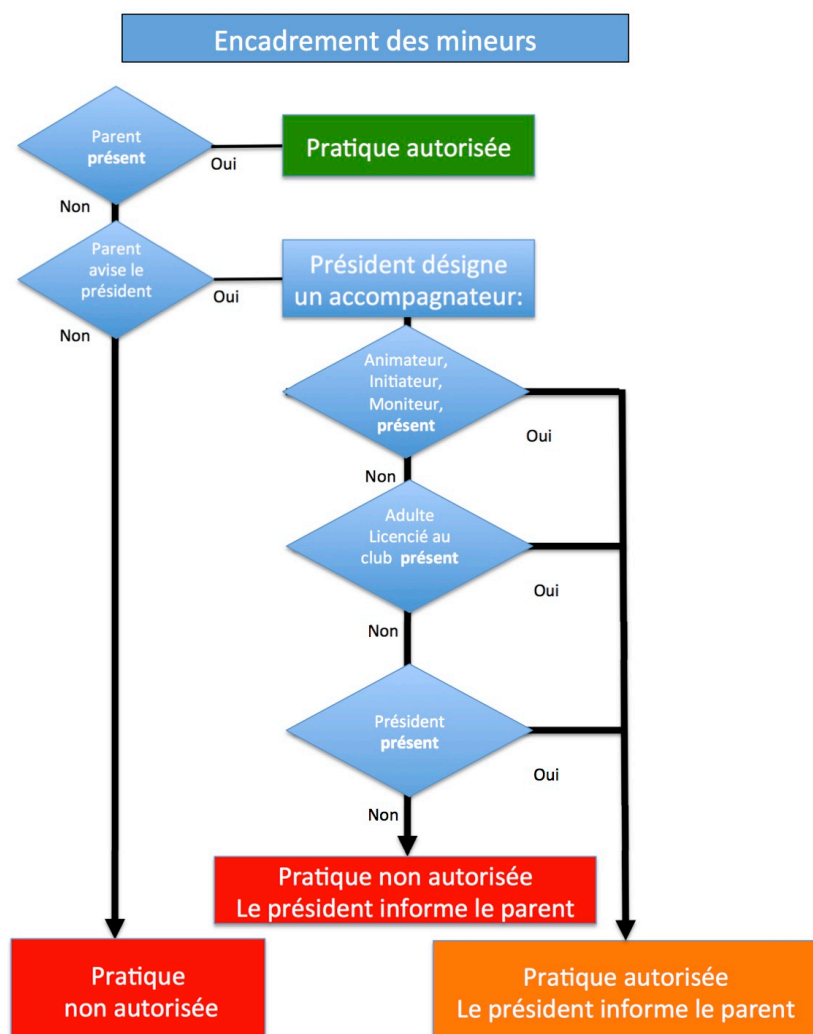 Encadrement des mineurs
Parent
présent
Oui
Pratique autorisée
Non
Parent
avise le
président
Oui
Président désigne
un accompagnateur:
Non
Animateur,
Initiateur,
Moniteur,
présent
Oui
Non
Adulte
Licencié au
club présent
Oui
Non
Président
présent
Oui
Non
Pratique non autorisée
Le président informe le parent
Pratique
non autorisée
Pratique autorisée
Le président informe le parent